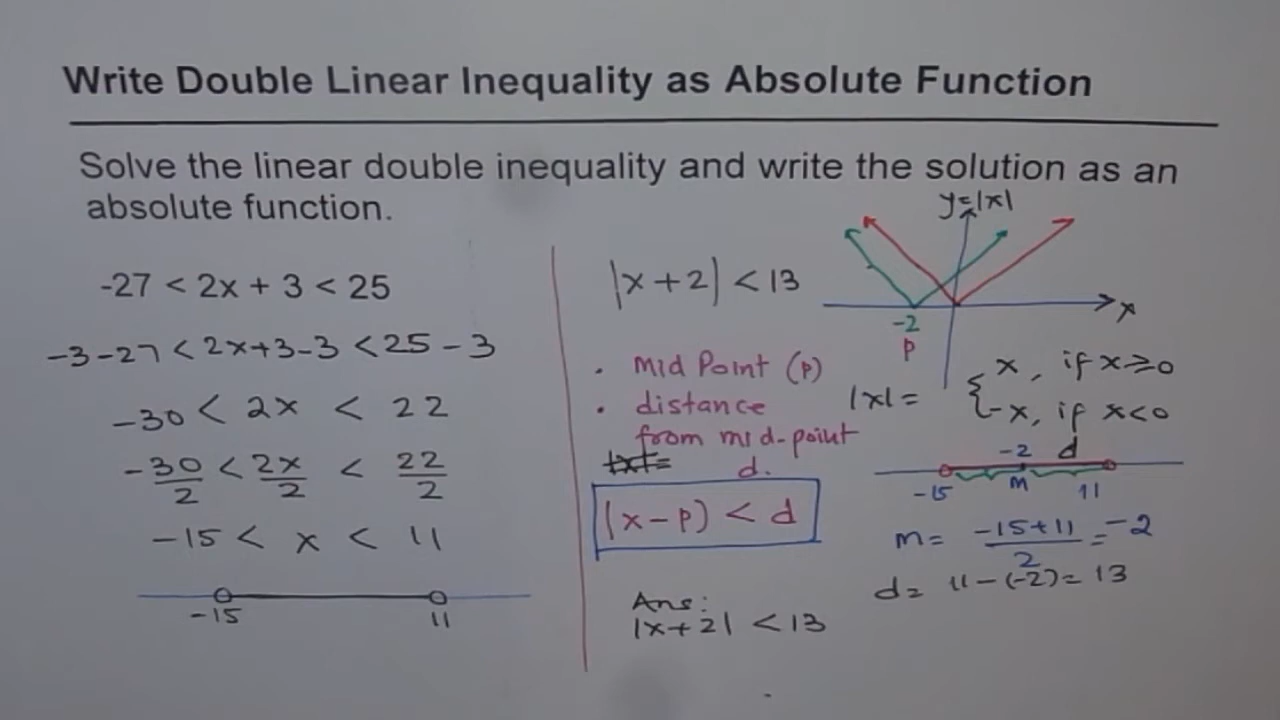 Write Double Linear Inequality as Absolute Function
Solve the linear double inequality and write the solution as an
absolute function.
-27 < 2x + 3 < 25
-3-27 < 2x+3-3 < 25 - 3
-30 < 2x < 22
-30/2 < 2x/2 < 22/2
-15 < x < 11
-15 11
|x+2| < 13
. Mid Point (p)
. distance
from mid-point
d.
(x-p) < d
Ans:
|x+2| < 13
y=|x|
x
-2
p
|x| = { x, if x≥0
-x, if x<0
-2 d
-15 M 11
m= -15+11/2 = -2
d= 11-(-2)= 13